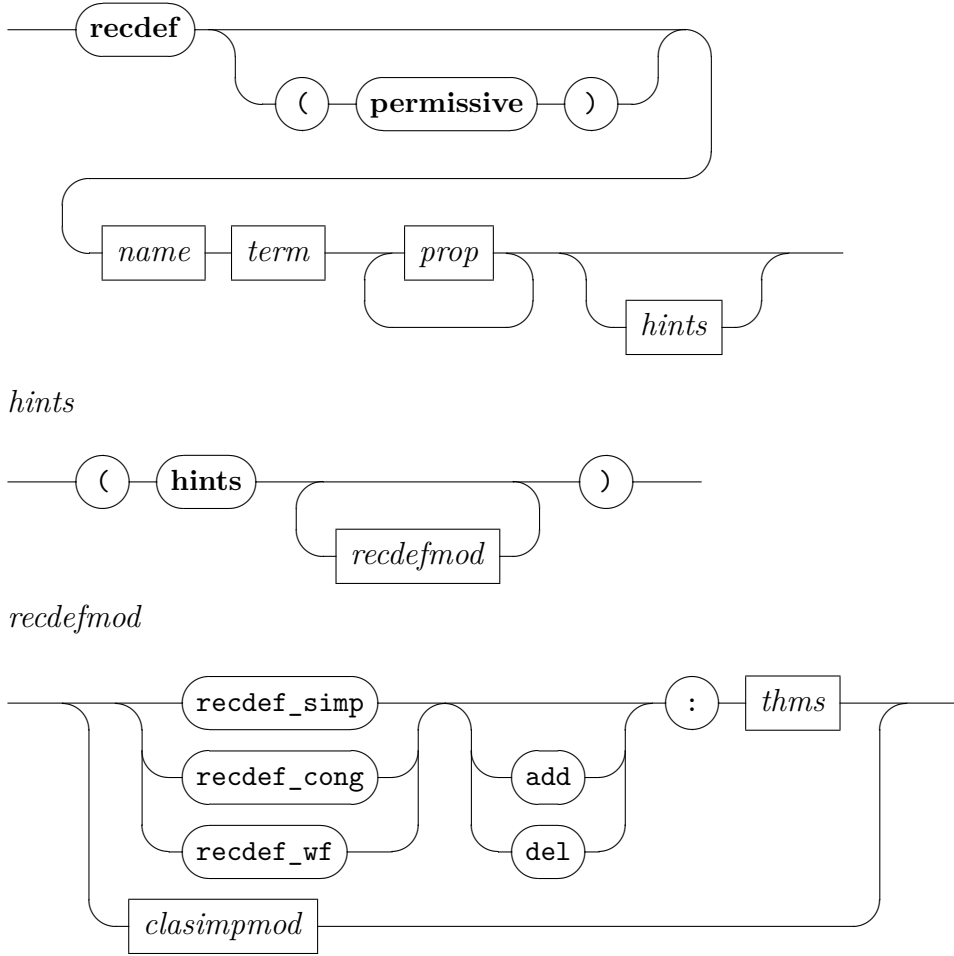 recdef
( permissive )
name term prop
hints
hints
( hints )
recdefmod
recdefmod
recdef_simp : thms
recdef_cong add
recdef_wf del
clasimpmod